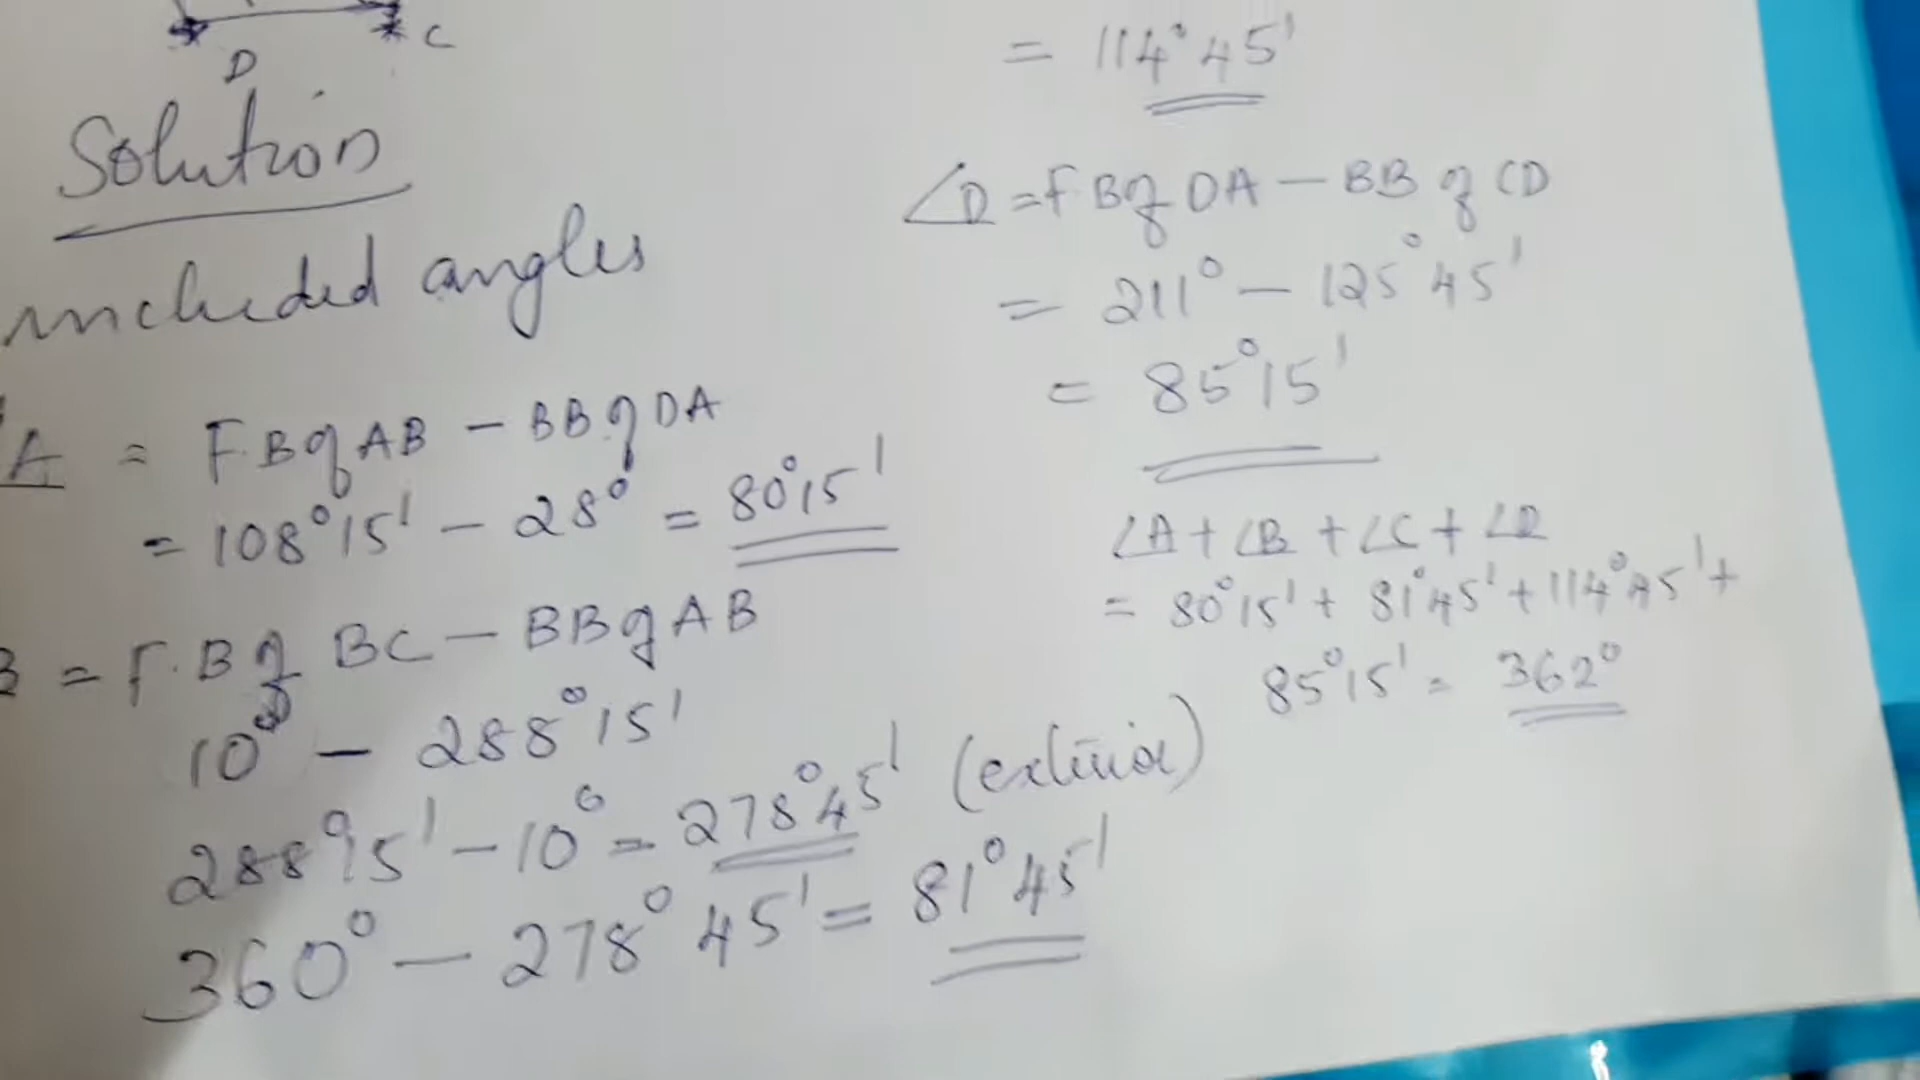 D C
Solution
included angles
A = F.B of AB - BB of DA
= 108°15' - 28° = 80°15'
B = F.B of BC - BB of AB
10° - 288°15'
288°15' - 10° = 278°45' (exterior)
360° - 278°45' = 81°45'
= 114°45'
∠D = F B of DA - BB of CD
= 211° - 125°45'
= 85°15'
∠A + ∠B + ∠C + ∠D
= 80°15' + 81°45' + 114°45' +
85°15' = 362°